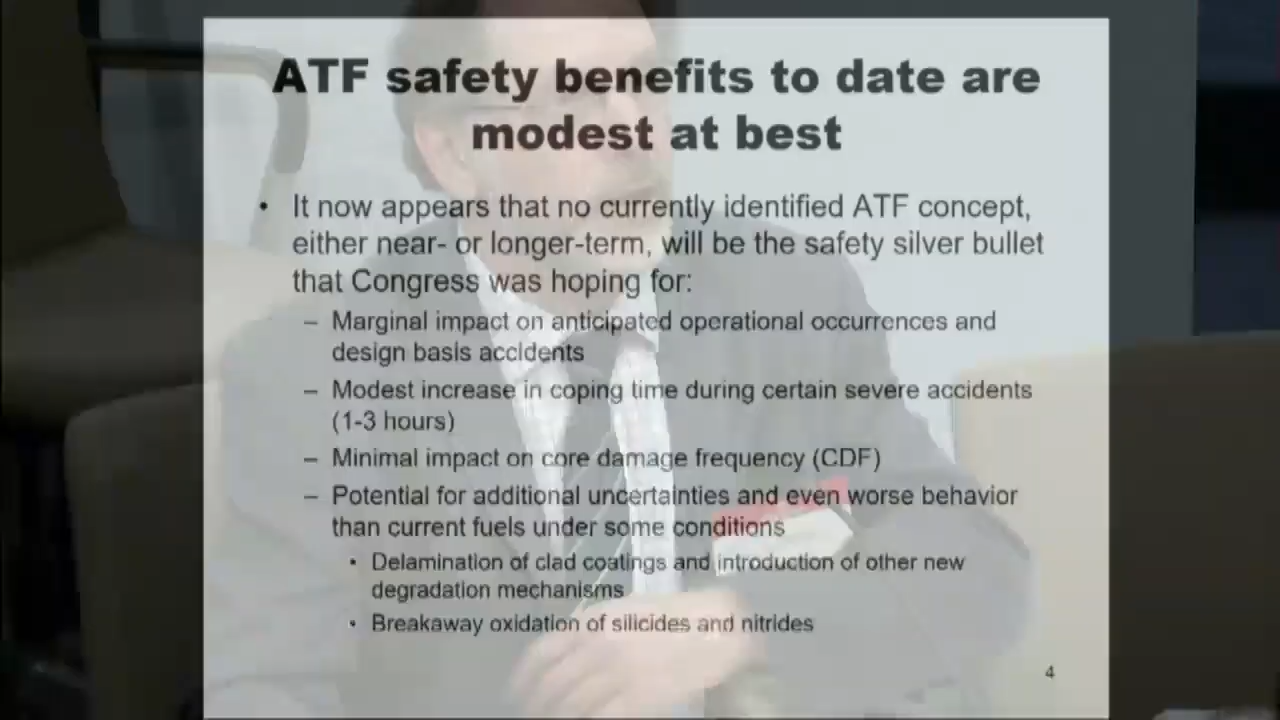 ATF safety benefits to date are
modest at best
• It now appears that no currently identified ATF concept,
either near- or longer-term, will be the safety silver bullet
that Congress was hoping for:
– Marginal impact on anticipated operational occurrences and
design basis accidents
– Modest increase in coping time during certain severe accidents
(1-3 hours)
– Minimal impact on core damage frequency (CDF)
– Potential for additional uncertainties and even worse behavior
than current fuels under some conditions
• Delamination of clad coatings and introduction of other new
degradation mechanisms
• Breakaway oxidation of silicides and nitrides
4